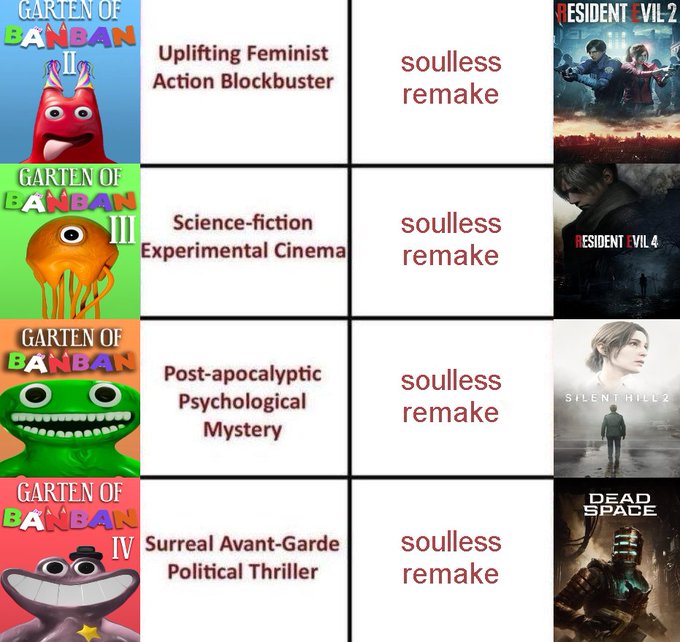 GARTEN OF
BANBAN
II
Uplifting Feminist
Action Blockbuster
soulless
remake
RESIDENT EVIL 2
GARTEN OF
BANBAN
III
Science-fiction
Experimental Cinema
soulless
remake
RESIDENT EVIL 4
GARTEN OF
BANBAN
Post-apocalyptic
Psychological
Mystery
soulless
remake
SILENT HILL 2
GARTEN OF
BANBAN
IV
Surreal Avant-Garde
Political Thriller
soulless
remake
DEAD
SPACE